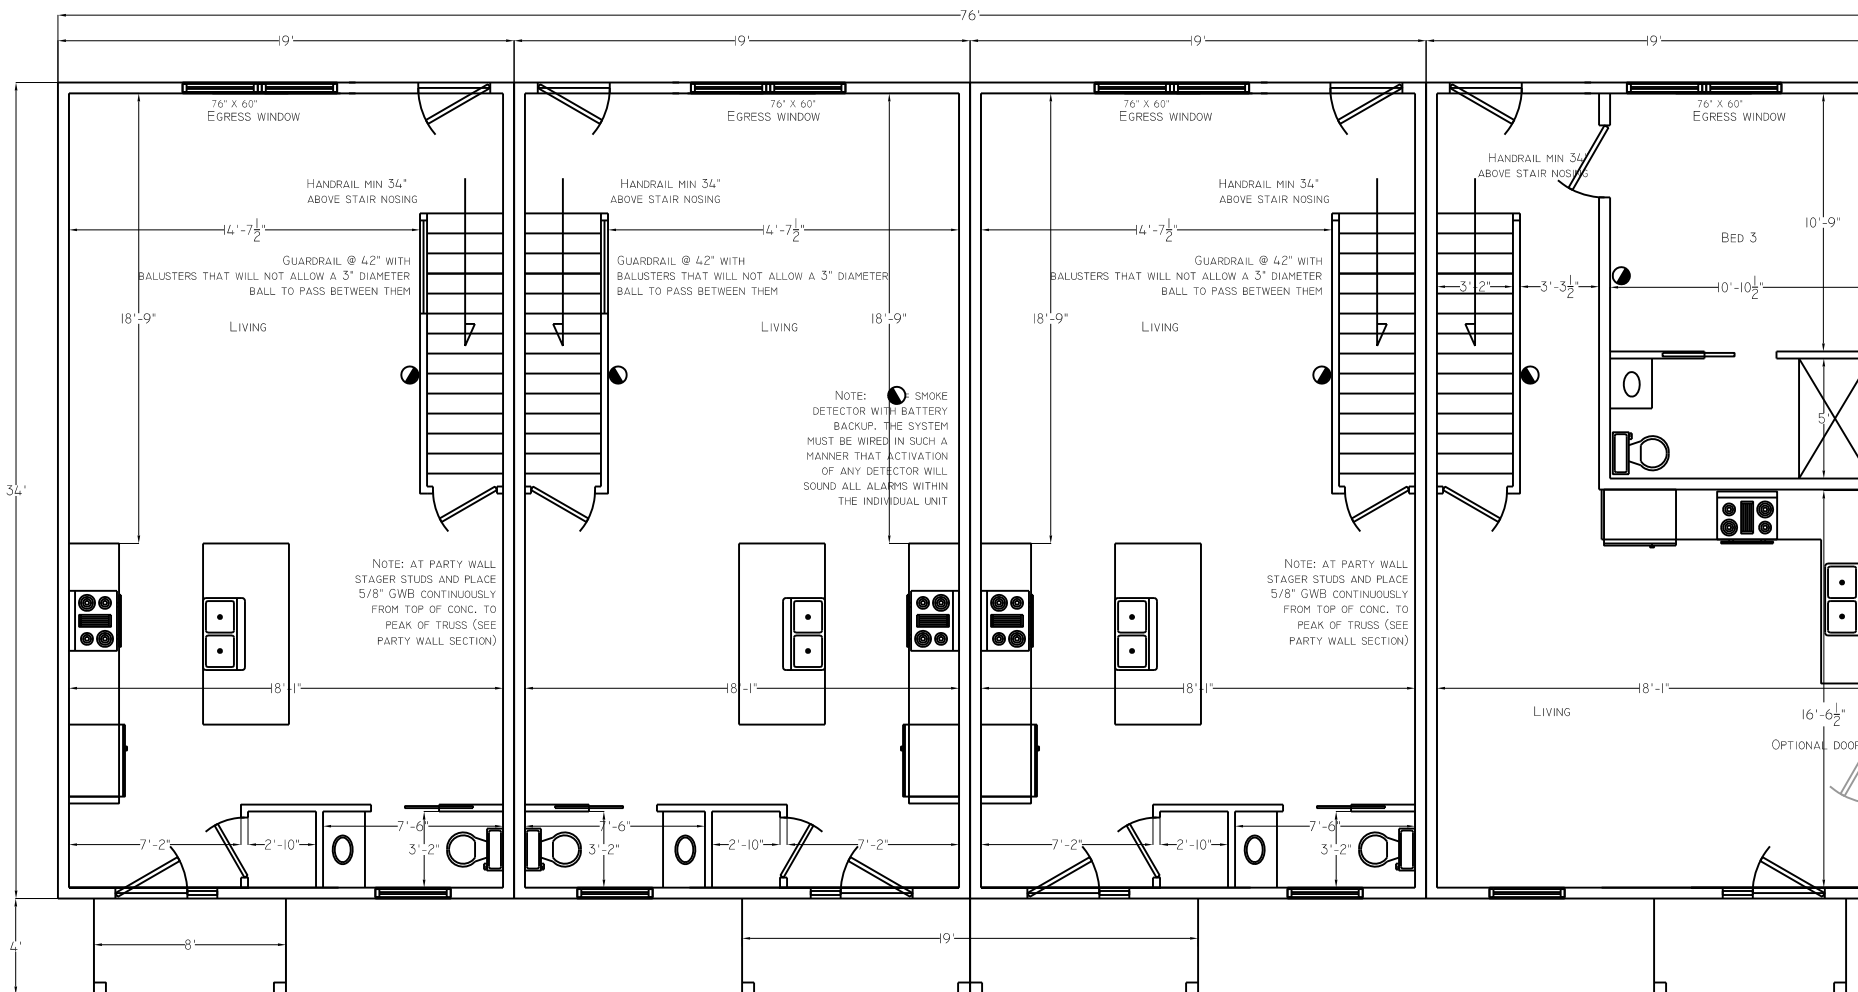 76'
19'
19'
19'
19'
76" X 60"
EGRESS WINDOW
76" X 60"
EGRESS WINDOW
76" X 60"
EGRESS WINDOW
76" X 60"
EGRESS WINDOW
HANDRAIL MIN 34"
ABOVE STAIR NOSING
HANDRAIL MIN 34"
ABOVE STAIR NOSING
HANDRAIL MIN 34"
ABOVE STAIR NOSING
HANDRAIL MIN 34"
ABOVE STAIR NOSING
14'-7 1/2"
14'-7 1/2"
14'-7 1/2"
10'-9"
BED 3
GUARDRAIL @ 42" WITH
BALUSTERS THAT WILL NOT ALLOW A 3" DIAMETER
BALL TO PASS BETWEEN THEM
GUARDRAIL @ 42" WITH
BALUSTERS THAT WILL NOT ALLOW A 3" DIAMETER
BALL TO PASS BETWEEN THEM
GUARDRAIL @ 42" WITH
BALUSTERS THAT WILL NOT ALLOW A 3" DIAMETER
BALL TO PASS BETWEEN THEM
3'-2"
3'-3 1/2"
10'-10 1/2"
18'-9"
LIVING
LIVING
18'-9"
18'-9"
LIVING
NOTE: = SMOKE
DETECTOR WITH BATTERY
BACKUP. THE SYSTEM
MUST BE WIRED IN SUCH A
MANNER THAT ACTIVATION
OF ANY DETECTOR WILL
SOUND ALL ALARMS WITHIN
THE INDIVIDUAL UNIT
5'
34'
NOTE: AT PARTY WALL
STAGER STUDS AND PLACE
5/8" GWB CONTINUOUSLY
FROM TOP OF CONC. TO
PEAK OF TRUSS (SEE
PARTY WALL SECTION)
NOTE: AT PARTY WALL
STAGER STUDS AND PLACE
5/8" GWB CONTINUOUSLY
FROM TOP OF CONC. TO
PEAK OF TRUSS (SEE
PARTY WALL SECTION)
18'-1"
18'-1"
18'-1"
18'-1"
LIVING
16'-6 1/2"
OPTIONAL DOOR
7'-6"
7'-6"
7'-6"
7'-2"
2'-10"
3'-2"
3'-2"
2'-10"
7'-2"
7'-2"
2'-10"
3'-2"
4'
8'
19'